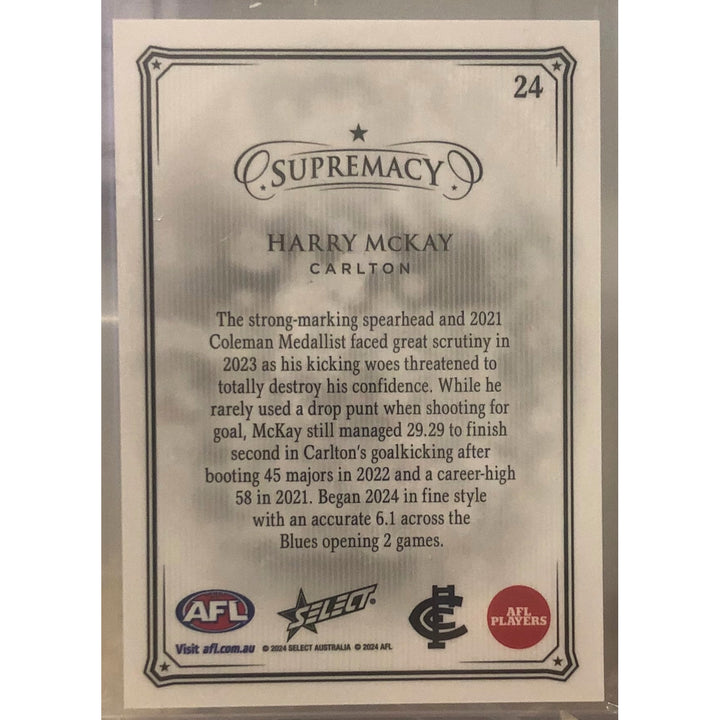 24
SUPREMACY
HARRY McKAY
CARLTON
The strong-marking spearhead and 2021
Coleman Medallist faced great scrutiny in
2023 as his kicking woes threatened to
totally destroy his confidence. While he
rarely used a drop punt when shooting for
goal, McKay still managed 29.29 to finish
second in Carlton's goalkicking after
booting 45 majors in 2022 and a career-high
58 in 2021. Began 2024 in fine style
with an accurate 6.1 across the
Blues opening 2 games.
AFL
SELECT
CFC
AFL
PLAYERS
Visit afl.com.au
© 2024 SELECT AUSTRALIA © 2024 AFL